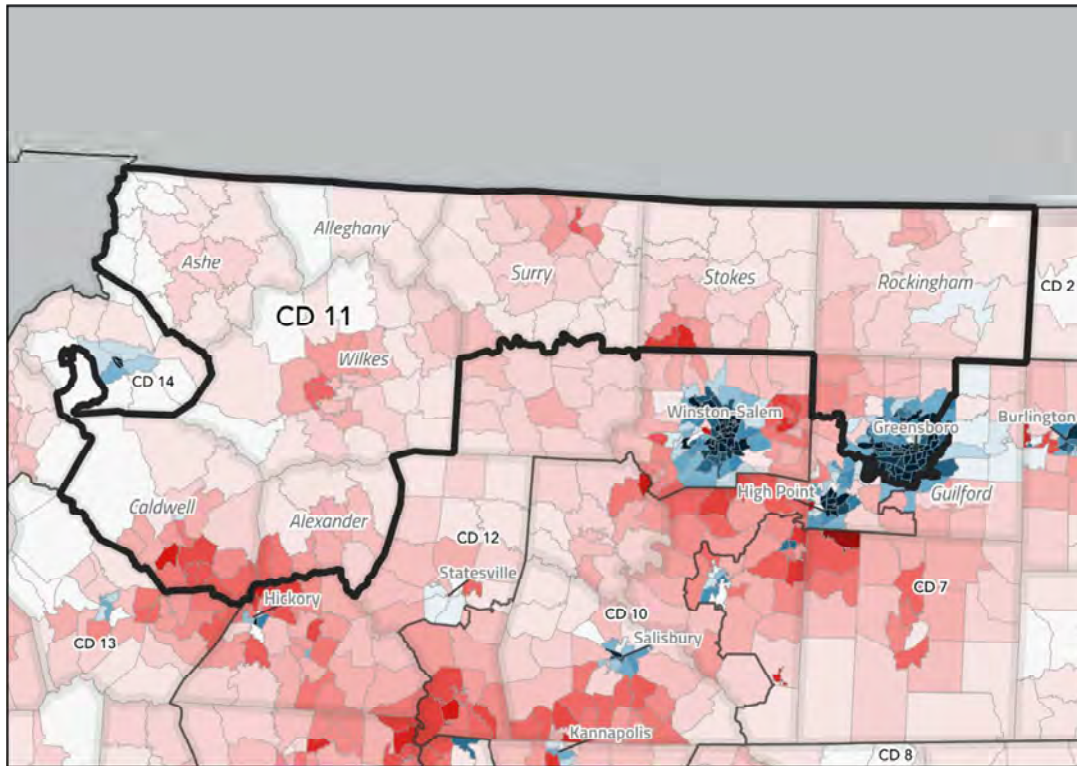 Alleghany
Ashe
Surry
Stokes
Rockingham
CD 2
CD 11
Wilkes
CD 14
Winston-Salem
Greensboro
Burlington
High Point
Guilford
Caldwell
Alexander
CD 12
Statesville
Hickory
CD 7
CD 10
CD 13
Salisbury
Kannapolis
CD 8